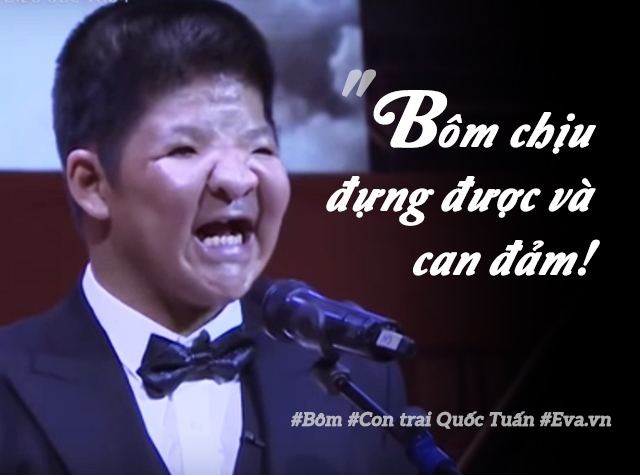 "Bôm chịu
đựng được và
can đảm!
#Bôm #Con trai Quốc Tuấn #Eva.vn